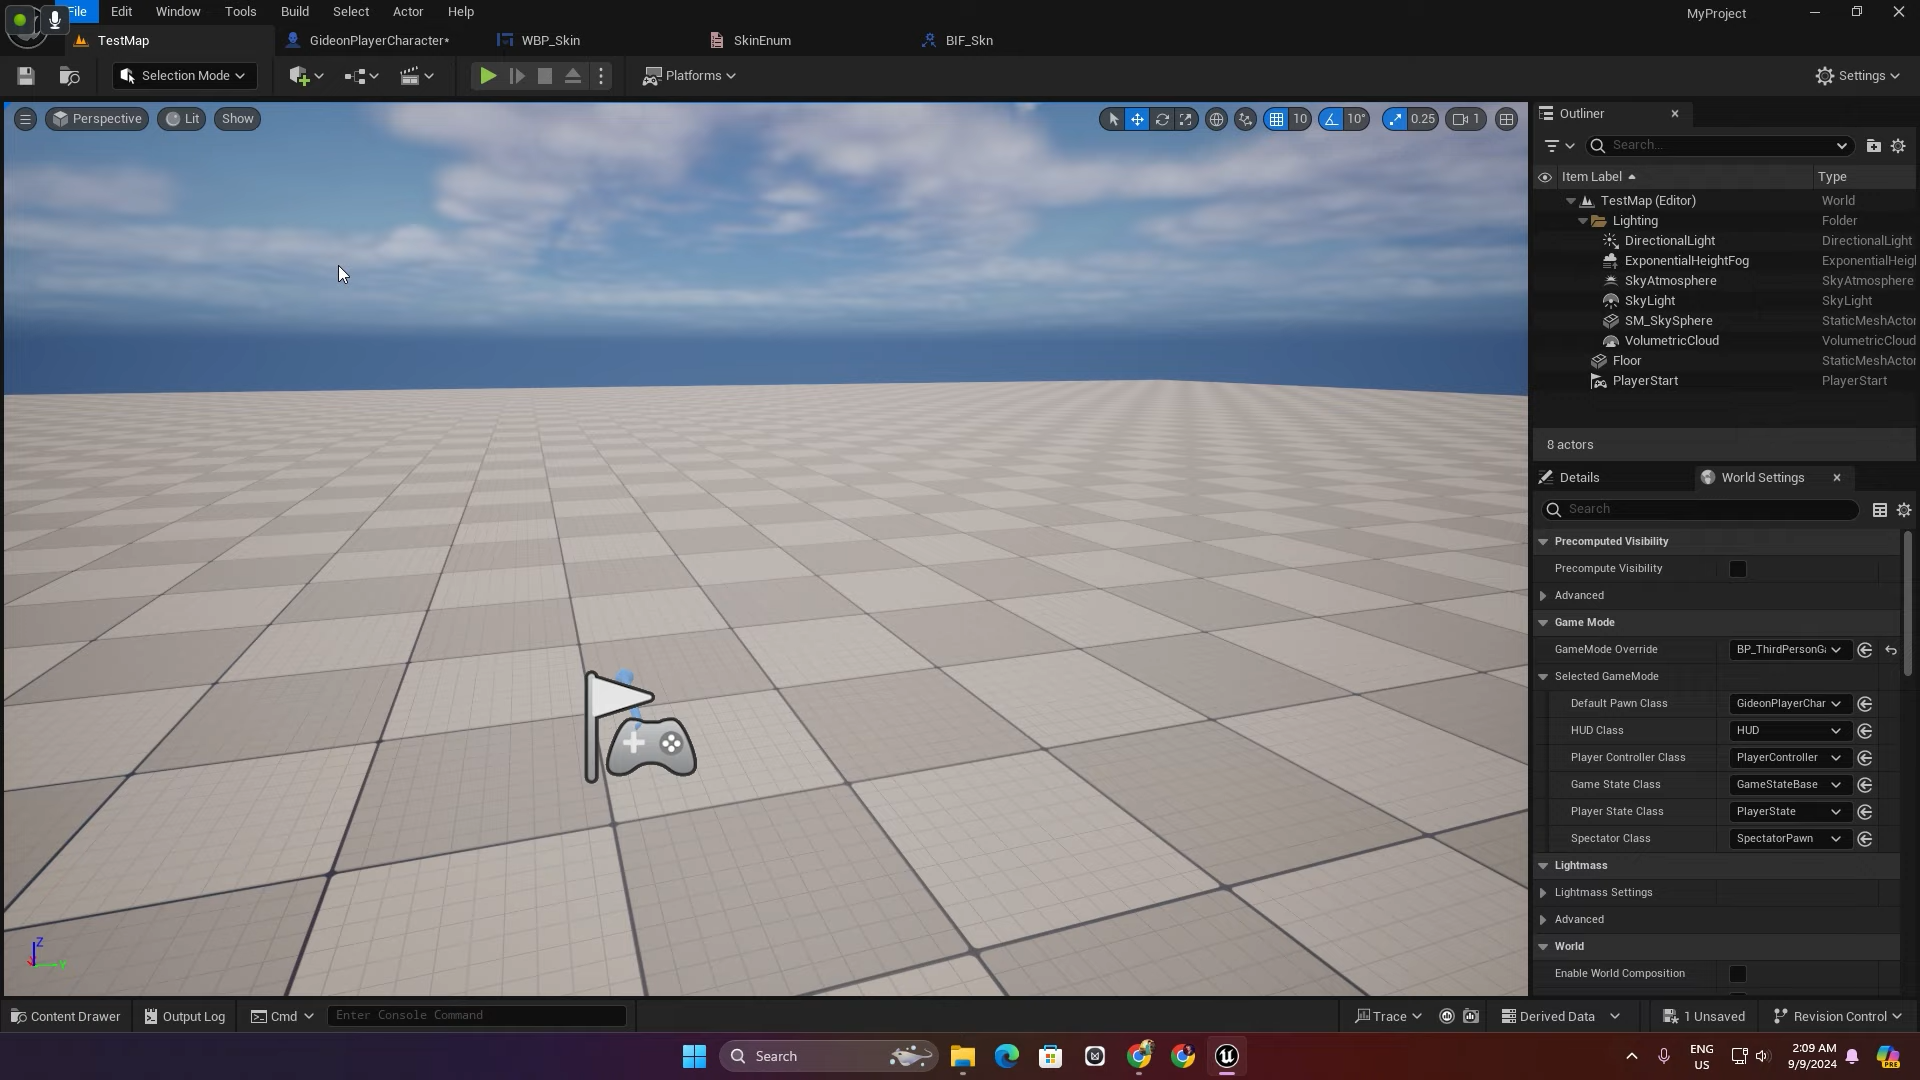 File Edit Window Tools Build Select Actor Help
MyProject
TestMap GideonPlayerCharacter* WBP_Skin SkinEnum BIF_Skn
Selection Mode Platforms Settings
Perspective Lit Show 10 10° 0.25 1
Outliner
Search...
Item Label Type
TestMap (Editor) World
Lighting Folder
DirectionalLight DirectionalLight
ExponentialHeightFog ExponentialHeigh
SkyAtmosphere SkyAtmosphere
SkyLight SkyLight
SM_SkySphere StaticMeshActo
VolumetricCloud VolumetricCloud
Floor StaticMeshActo
PlayerStart PlayerStart
8 actors
Details World Settings
Search
Precomputed Visibility
Precompute Visibility
Advanced
Game Mode
GameMode Override BP_ThirdPersonGa
Selected GameMode
Default Pawn Class GideonPlayerChar
HUD Class HUD
Player Controller Class PlayerController
Game State Class GameStateBase
Player State Class PlayerState
Spectator Class SpectatorPawn
Lightmass
Lightmass Settings
Advanced
World
Enable World Composition
Z
Y
Content Drawer Output Log Cmd Enter Console Command Trace Derived Data 1 Unsaved Revision Control
Search
ENG
US
2:09 AM
9/9/2024
PRE